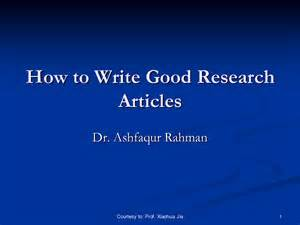 How to Write Good Research
Articles
Dr. Ashfaqur Rahman
Courtesy to: Prof. Xiaohua Jia
1